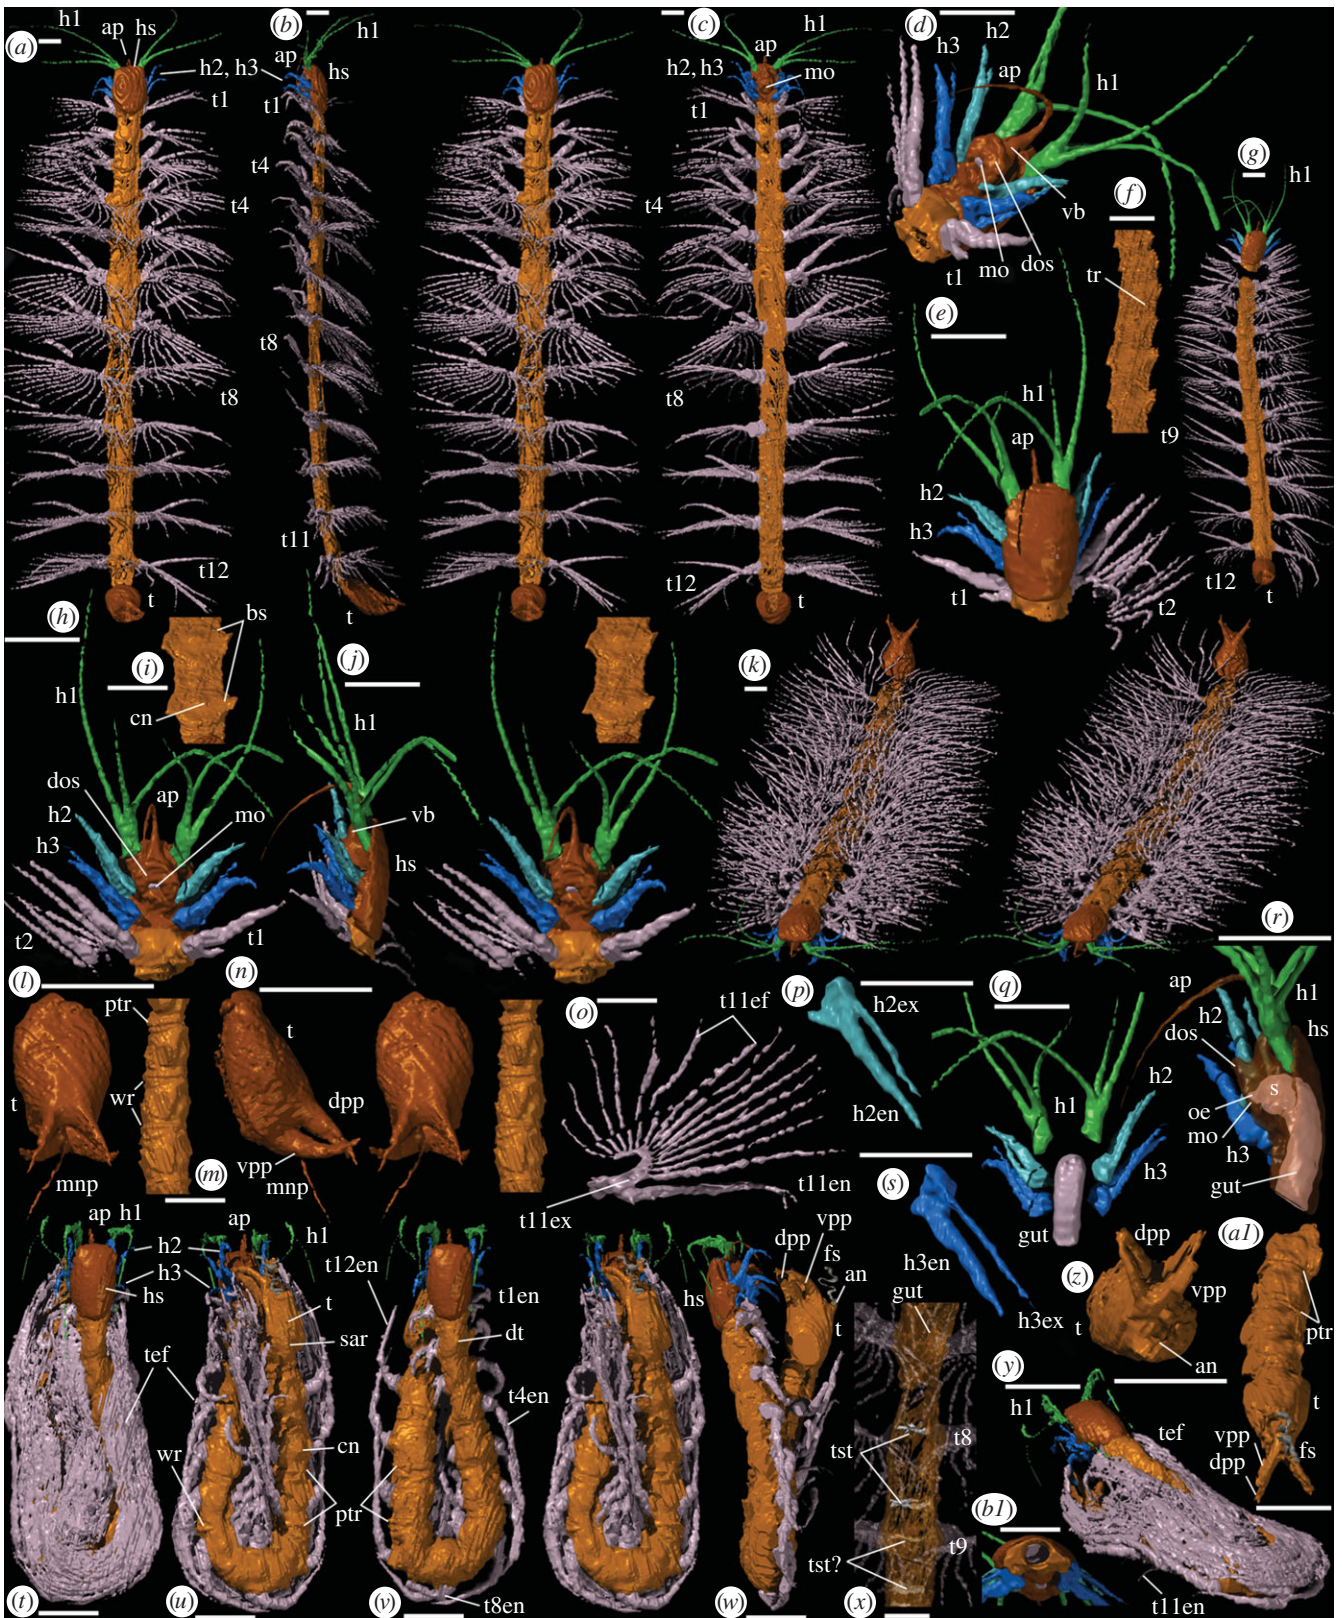 (a)
h1
ap
hs
h2, h3
t1
t4
t8
t12
t
(b)
h1
ap
hs
t1
t4
t8
t11
t
(c)
h1
ap
h2, h3
mo
t1
t4
t8
t12
t
(d)
h3
h2
ap
h1
vb
mo
dos
t1
(e)
h1
ap
h2
h3
t1
t2
(f)
tr
(g)
h1
t9
t12
t
(h)
h1
dos
ap
h2
mo
h3
t2
t1
(i)
bs
cn
(j)
h1
vb
hs
(k)
(l)
t
mnp
ptr
wr
(m)
(n)
t
dpp
vpp
mnp
(o)
t11ef
t11en
t11ex
(p)
h2ex
h2en
(q)
h1
h2
h3
gut
(r)
ap
h1
h2
hs
dos
s
oe
mo
h3
gut
(s)
h3en
h3ex
(t)
ap
h1
h2
h3
hs
tef
(u)
ap
h1
t
sar
wr
cn
ptr
(v)
t12en
t1en
dt
t4en
t8en
(w)
dpp
vpp
fs
an
hs
t
(x)
gut
t8
tst
t9
tst?
(y)
h1
tef
t11en
(z)
dpp
vpp
t
an
(a1)
ptr
t
vpp
fs
dpp
(b1)